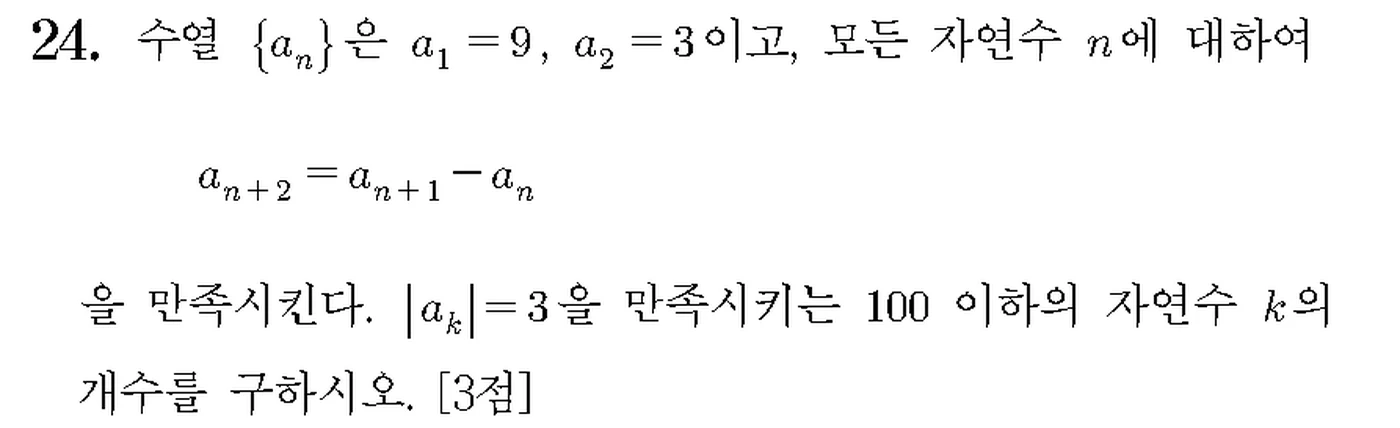 24. 수열 {aₙ}은 a₁ = 9, a₂ = 3이고, 모든 자연수 n에 대하여
aₙ₊₂ = aₙ₊₁ − aₙ
을 만족시킨다. |aₖ| = 3을 만족시키는 100 이하의 자연수 k의
개수를 구하시오. [3점]